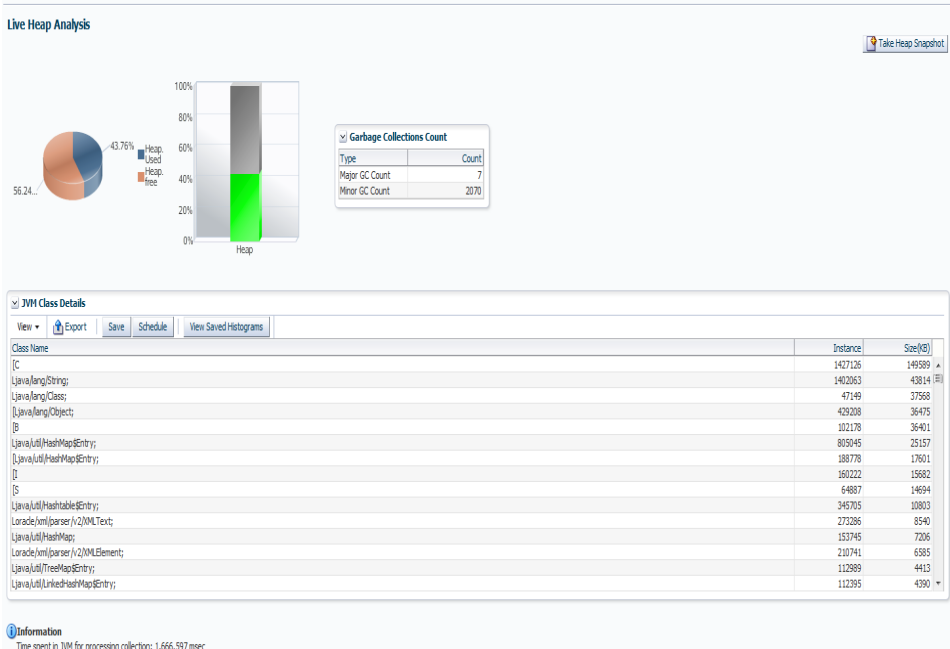 Live Heap Analysis
Take Heap Snapshot
43.76%
56.24...
Heap.
Used
Heap.
free
100%
80%
60%
40%
20%
0%
Heap
Garbage Collections Count
Type Count
Major GC Count 7
Minor GC Count 2070
JVM Class Details
View Export Save Schedule View Saved Histograms
Class Name Instance Size(KB)
[C 1427126 149589
Ljava/lang/String; 1402063 43814
Ljava/lang/Class; 47149 37568
[Ljava/lang/Object; 429208 36475
[B 102178 36401
Ljava/util/HashMap$Entry; 805045 25157
[Ljava/util/HashMap$Entry; 188778 17601
[I 160222 15682
[S 64887 14694
Ljava/util/Hashtable$Entry; 345705 10803
Loracle/xml/parser/v2/XMLText; 273286 8540
Ljava/util/HashMap; 153745 7206
Loracle/xml/parser/v2/XMLElement; 210741 6585
Ljava/util/TreeMap$Entry; 112989 4413
Ljava/util/LinkedHashMap$Entry; 112395 4390
Information
Time spent in JVM for processing collection: 1,666.597 msec